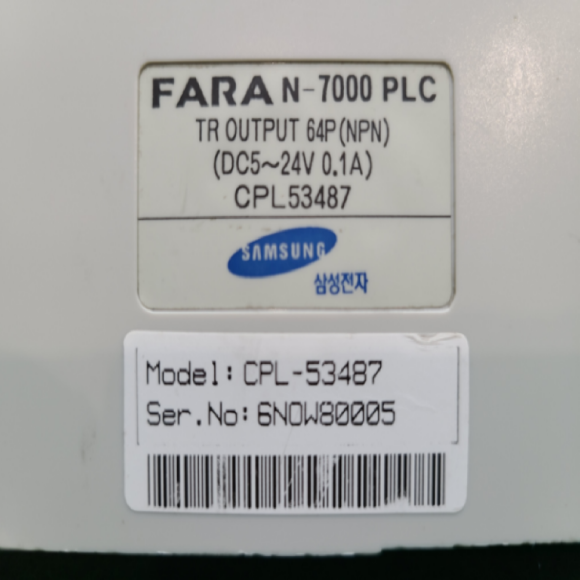 FARA N-7000 PLC
TR OUTPUT 64P(NPN)
(DC5~24V 0.1A)
CPL53487
SAMSUNG
삼성전자
Model: CPL-53487
Ser.No: 6NOW80005